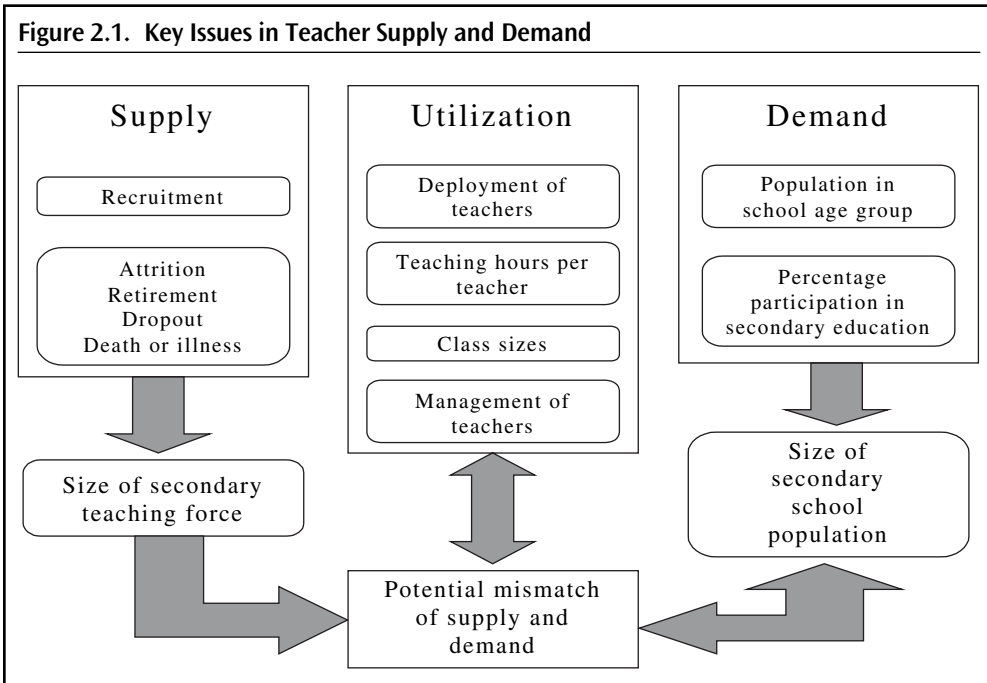 Figure 2.1. Key Issues in Teacher Supply and Demand
Supply
Recruitment
Attrition
Retirement
Dropout
Death or illness
Size of secondary
teaching force
Utilization
Deployment of
teachers
Teaching hours per
teacher
Class sizes
Management of
teachers
Potential mismatch
of supply and
demand
Demand
Population in
school age group
Percentage
participation in
secondary education
Size of
secondary
school
population